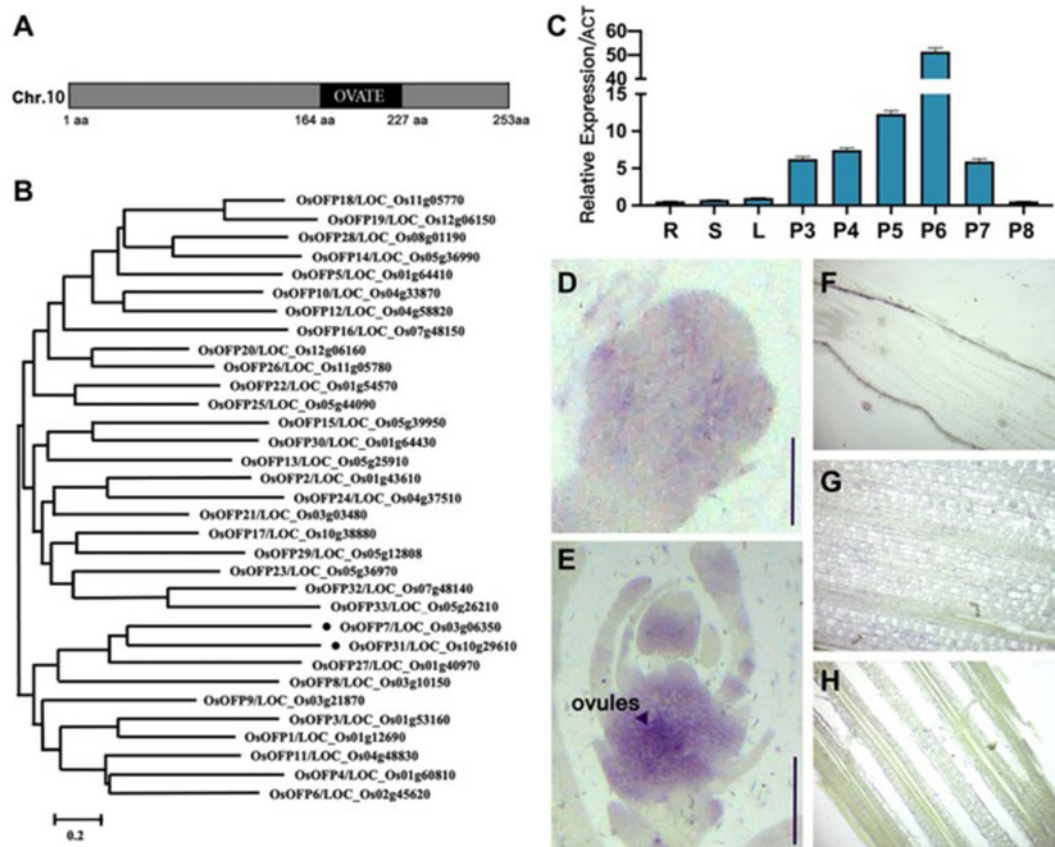 A
Chr.10
OVATE
1 aa
164 aa
227 aa
253aa
B
OsOFP18/LOC_Os11g05770
OsOFP19/LOC_Os12g06150
OsOFP28/LOC_Os08g01190
OsOFP14/LOC_Os05g36990
OsOFP5/LOC_Os01g64410
OsOFP10/LOC_Os04g33870
OsOFP12/LOC_Os04g58820
OsOFP16/LOC_Os07g48150
OsOFP20/LOC_Os12g06160
OsOFP26/LOC_Os11g05780
OsOFP22/LOC_Os01g54570
OsOFP25/LOC_Os05g44090
OsOFP15/LOC_Os05g39950
OsOFP30/LOC_Os01g64430
OsOFP13/LOC_Os05g25910
OsOFP2/LOC_Os01g43610
OsOFP24/LOC_Os04g37510
OsOFP21/LOC_Os03g03480
OsOFP17/LOC_Os10g38880
OsOFP29/LOC_Os05g12808
OsOFP23/LOC_Os05g36970
OsOFP32/LOC_Os07g48140
OsOFP33/LOC_Os05g26210
OsOFP7/LOC_Os03g06350
OsOFP31/LOC_Os10g29610
OsOFP27/LOC_Os01g40970
OsOFP8/LOC_Os03g10150
OsOFP9/LOC_Os03g21870
OsOFP3/LOC_Os01g53160
OsOFP1/LOC_Os01g12690
OsOFP11/LOC_Os04g48830
OsOFP4/LOC_Os01g60810
OsOFP6/LOC_Os02g45620
0.2
C
Relative Expression/ACT
60
50
40
15
10
5
0
R S L P3 P4 P5 P6 P7 P8
D
E
ovules
F
G
H